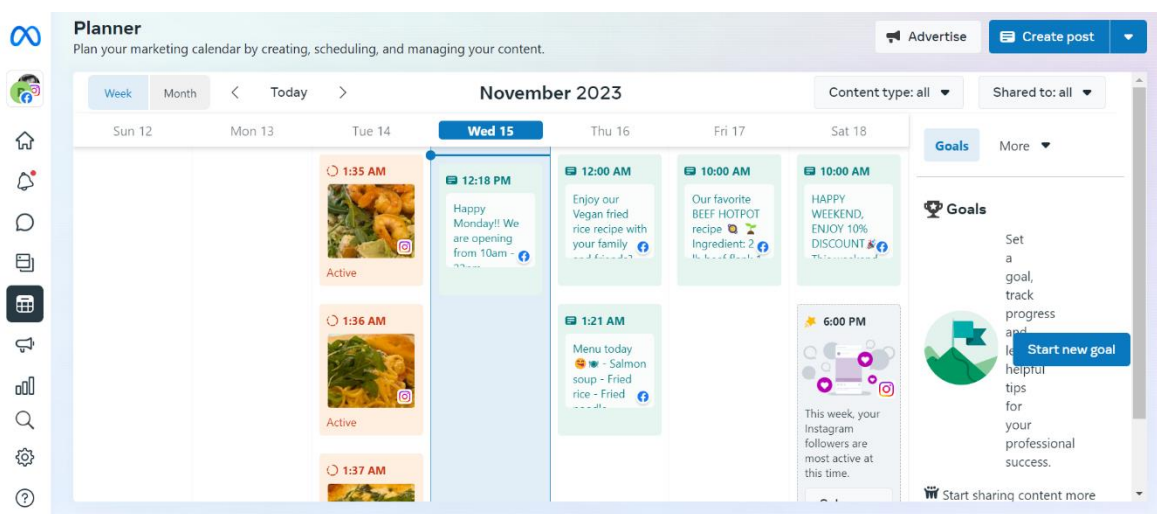 Planner
Plan your marketing calendar by creating, scheduling, and managing your content.
Advertise
Create post
Week
Month
Today
November 2023
Content type: all
Shared to: all
Sun 12
Mon 13
Tue 14
Wed 15
Thu 16
Fri 17
Sat 18
Goals
More
1:35 AM
Active
1:36 AM
Active
1:37 AM
12:18 PM
Happy
Monday!! We
are opening
from 10am -
12:00 AM
Enjoy our
Vegan fried
rice recipe with
your family
and friends?
1:21 AM
Menu today
- Salmon
soup - Fried
rice - Fried
10:00 AM
Our favorite
BEEF HOTPOT
recipe
Ingredient: 2
10:00 AM
HAPPY
WEEKEND,
ENJOY 10%
DISCOUNT
This weekend
6:00 PM
This week, your
Instagram
followers are
most active at
this time.
Goals
Set
a
goal,
track
progress
and
Start new goal
helpful
tips
for
your
professional
success.
Start sharing content more